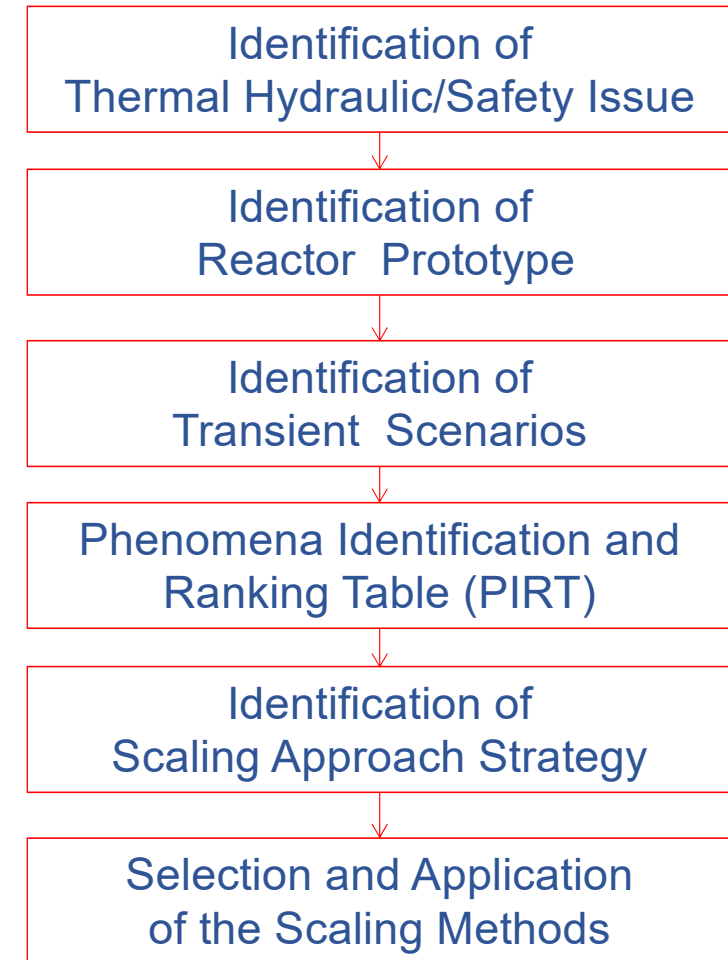 Identification of
Thermal Hydraulic/Safety Issue
Identification of
Reactor Prototype
Identification of
Transient Scenarios
Phenomena Identification and
Ranking Table (PIRT)
Identification of
Scaling Approach Strategy
Selection and Application
of the Scaling Methods